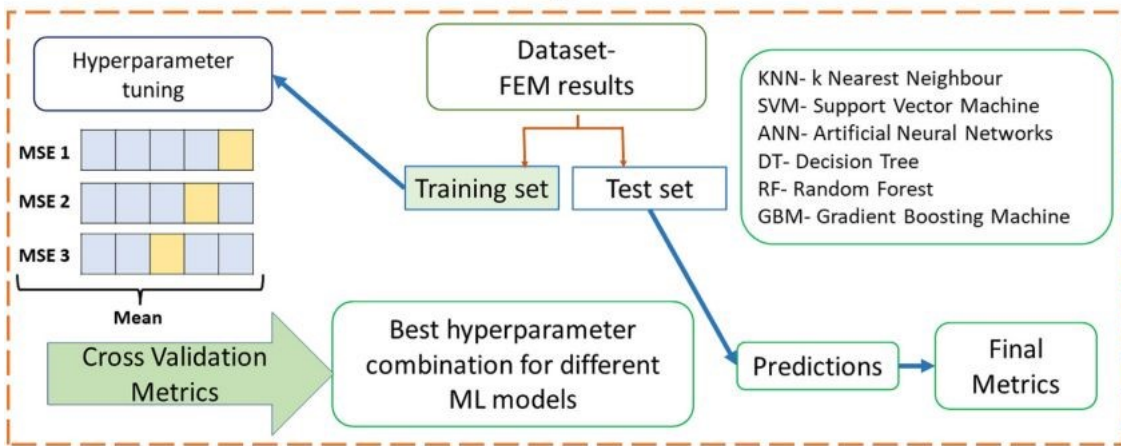 Hyperparameter
tuning
Dataset-
FEM results
KNN- k Nearest Neighbour
SVM- Support Vector Machine
ANN- Artificial Neural Networks
DT- Decision Tree
RF- Random Forest
GBM- Gradient Boosting Machine
MSE 1
MSE 2
MSE 3
Mean
Training set
Test set
Cross Validation
Metrics
Best hyperparameter
combination for different
ML models
Predictions
Final
Metrics